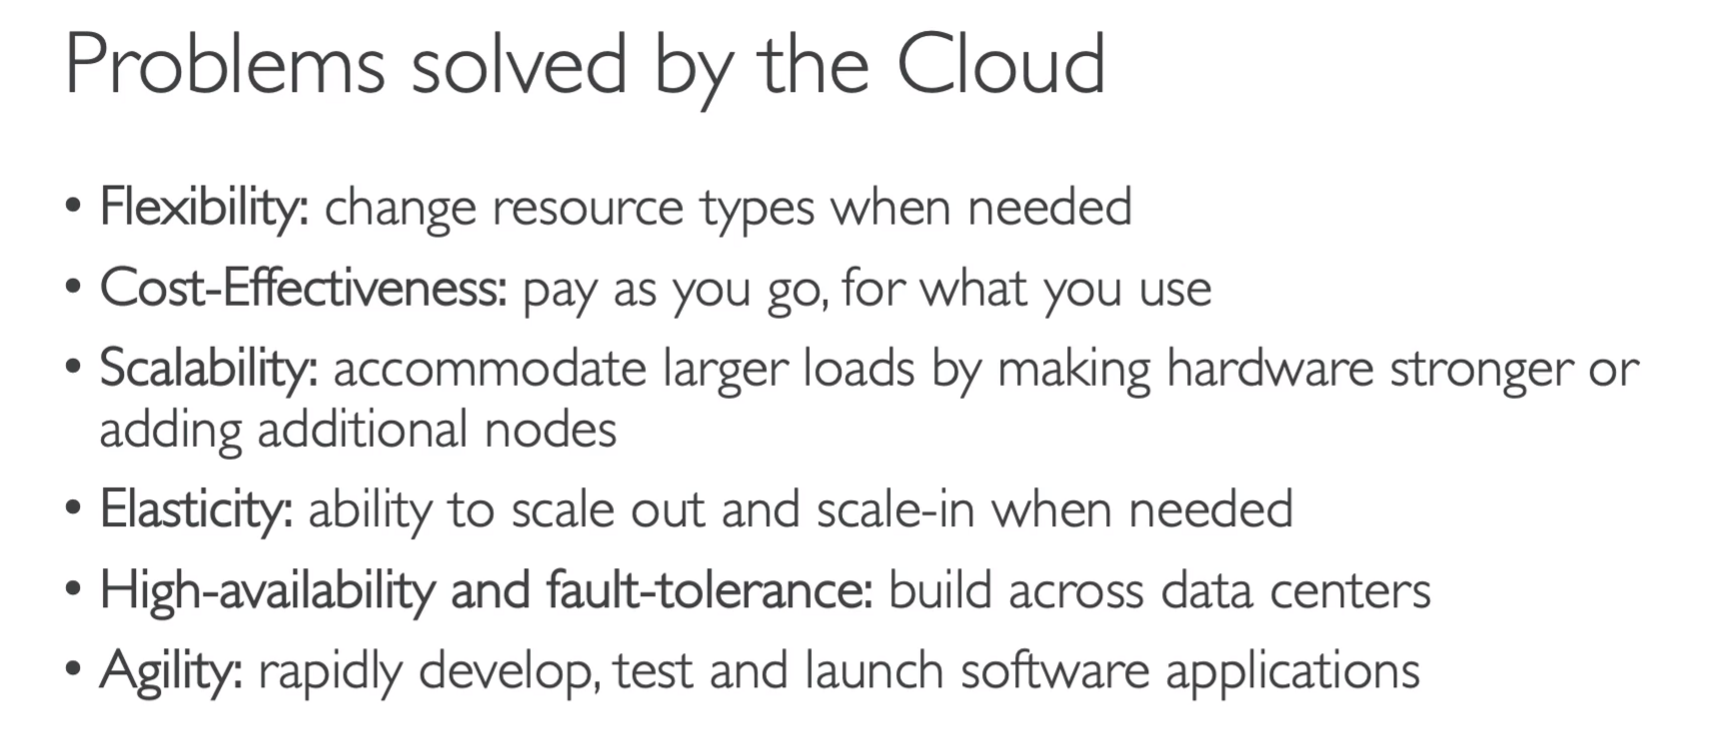 Problems solved by the Cloud
• Flexibility: change resource types when needed
• Cost-Effectiveness: pay as you go, for what you use
• Scalability: accommodate larger loads by making hardware stronger or
adding additional nodes
• Elasticity: ability to scale out and scale-in when needed
• High-availability and fault-tolerance: build across data centers
• Agility: rapidly develop, test and launch software applications